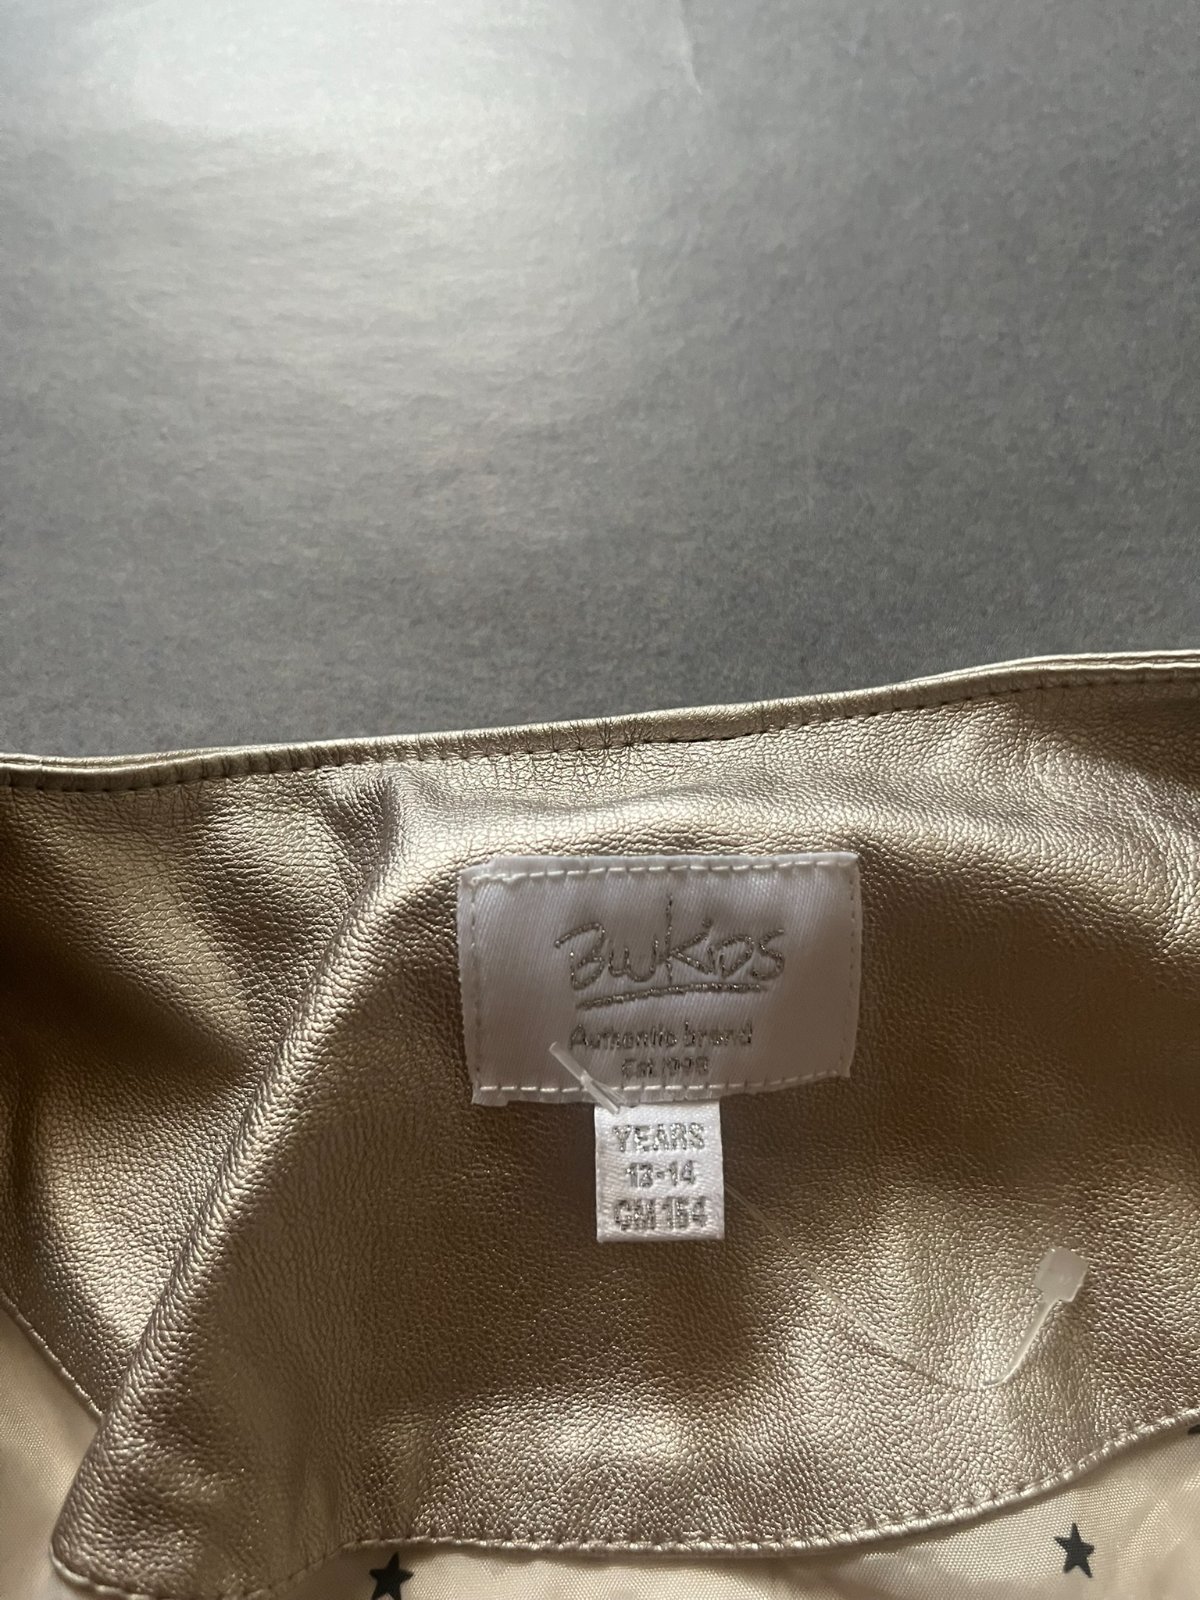 BWKIDS
Authentic brand
Est. 1998
YEARS
13-14
CM 164